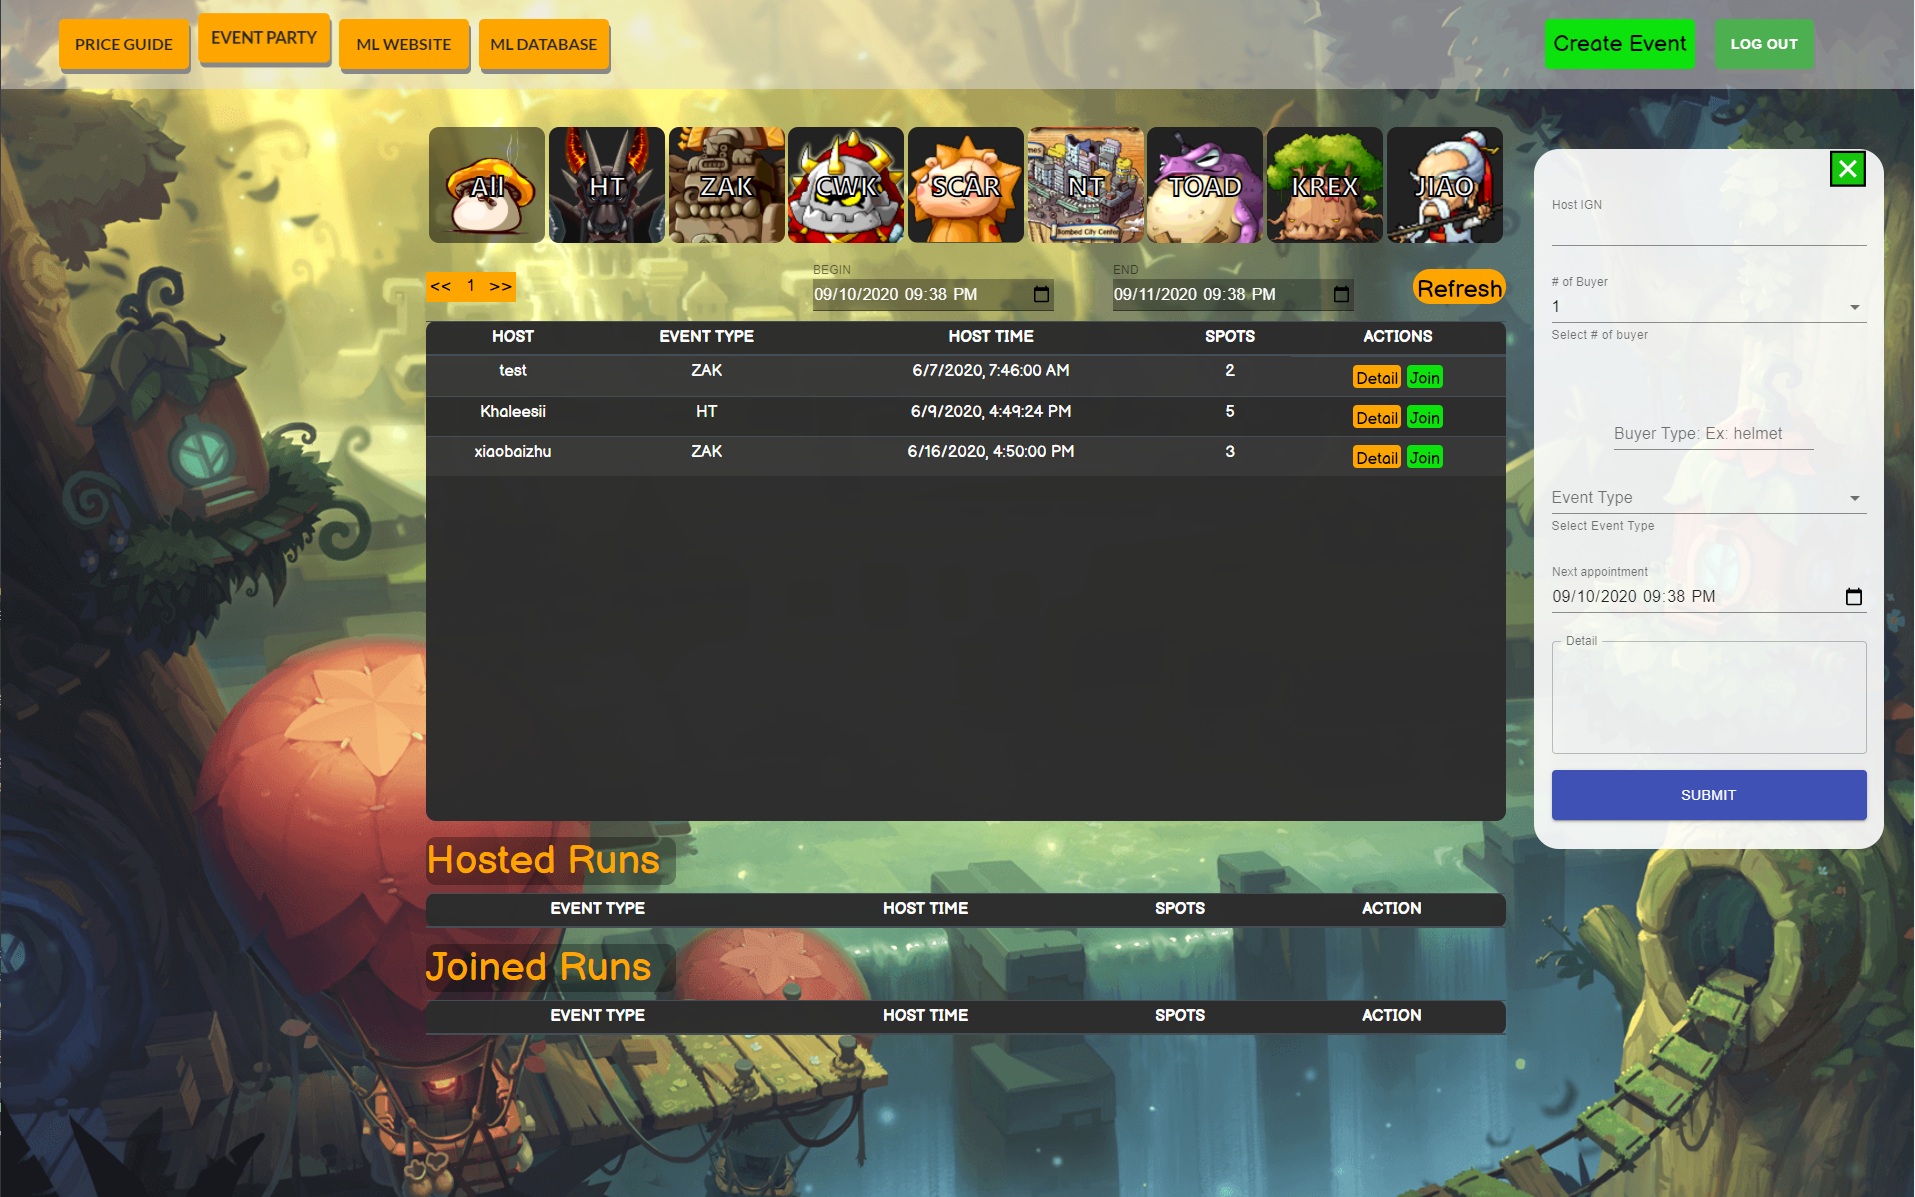 PRICE GUIDE EVENT PARTY ML WEBSITE ML DATABASE Create Event LOG OUT
All HT ZAK CWK SCAR NT TOAD KREX JIAO
Bombed City Center
BEGIN END
<< 1 >> 09/10/2020 09:38 PM 09/11/2020 09:38 PM Refresh
HOST EVENT TYPE HOST TIME SPOTS ACTIONS
test ZAK 6/7/2020, 7:46:00 AM 2 Detail Join
Khaleesii HT 6/9/2020, 4:49:24 PM 5 Detail Join
xiaobaizhu ZAK 6/16/2020, 4:50:00 PM 3 Detail Join
Hosted Runs
EVENT TYPE HOST TIME SPOTS ACTION
Joined Runs
EVENT TYPE HOST TIME SPOTS ACTION
Host IGN
# of Buyer
1
Select # of buyer
Buyer Type: Ex: helmet
Event Type
Select Event Type
Next appointment
09/10/2020 09:38 PM
Detail
SUBMIT